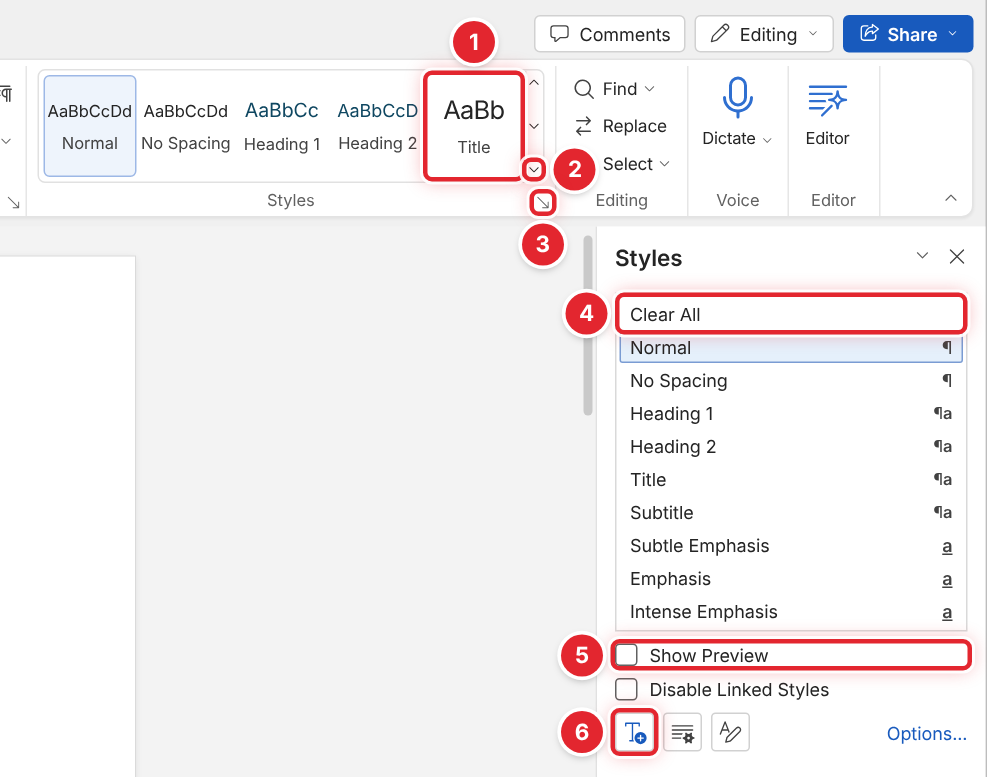 1
Comments
Editing
Share
AaBbCcDd
Normal
AaBbCcDd
No Spacing
AaBbCc
Heading 1
AaBbCcD
Heading 2
AaBb
Title
Find
Replace
Select
Dictate
Editor
2
Styles
Editing
Voice
Editor
3
Styles
4
Clear All
Normal ¶
No Spacing ¶
Heading 1 ¶a
Heading 2 ¶a
Title ¶a
Subtitle ¶a
Subtle Emphasis a
Emphasis a
Intense Emphasis a
5
Show Preview
Disable Linked Styles
6
Options...